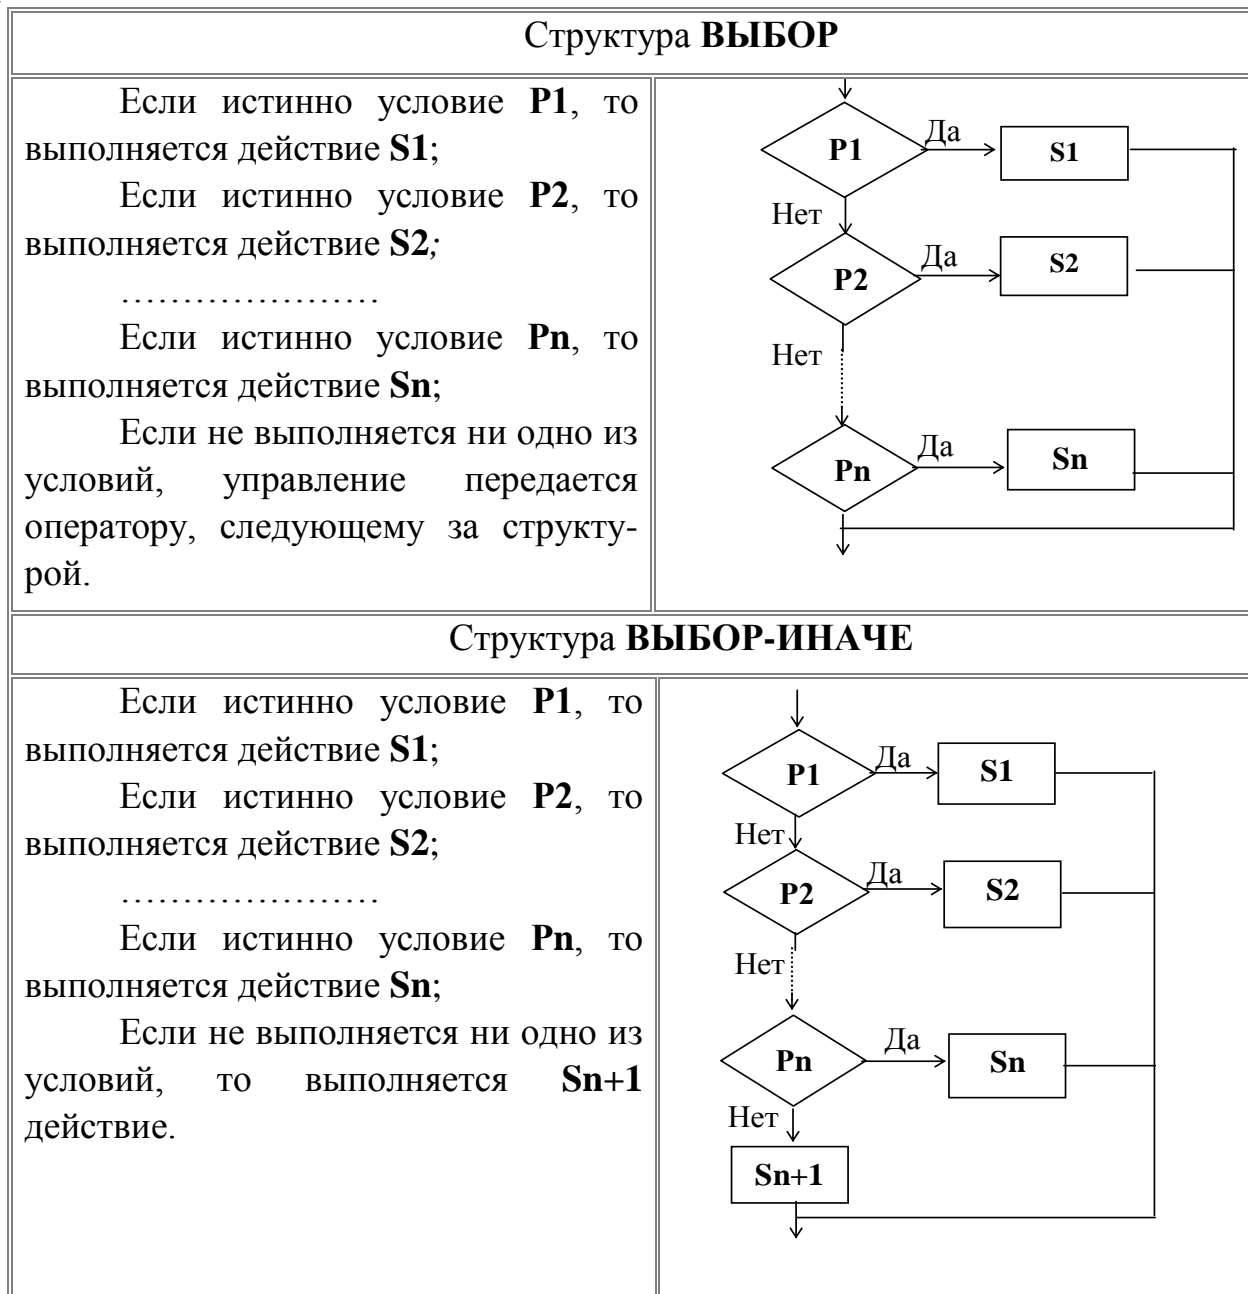 Структура ВЫБОР
Если истинно условие P1, то
выполняется действие S1;
Если истинно условие P2, то
выполняется действие S2;
…………………
Если истинно условие Pn, то
выполняется действие Sn;
Если не выполняется ни одно из
условий, управление передается
оператору, следующему за структу-
рой.
P1
Да
S1
Нет
P2
Да
S2
Нет
Pn
Да
Sn
Структура ВЫБОР-ИНАЧЕ
Если истинно условие P1, то
выполняется действие S1;
Если истинно условие P2, то
выполняется действие S2;
…………………
Если истинно условие Pn, то
выполняется действие Sn;
Если не выполняется ни одно из
условий, то выполняется Sn+1
действие.
P1
Да
S1
Нет
P2
Да
S2
Нет
Pn
Да
Sn
Нет
Sn+1